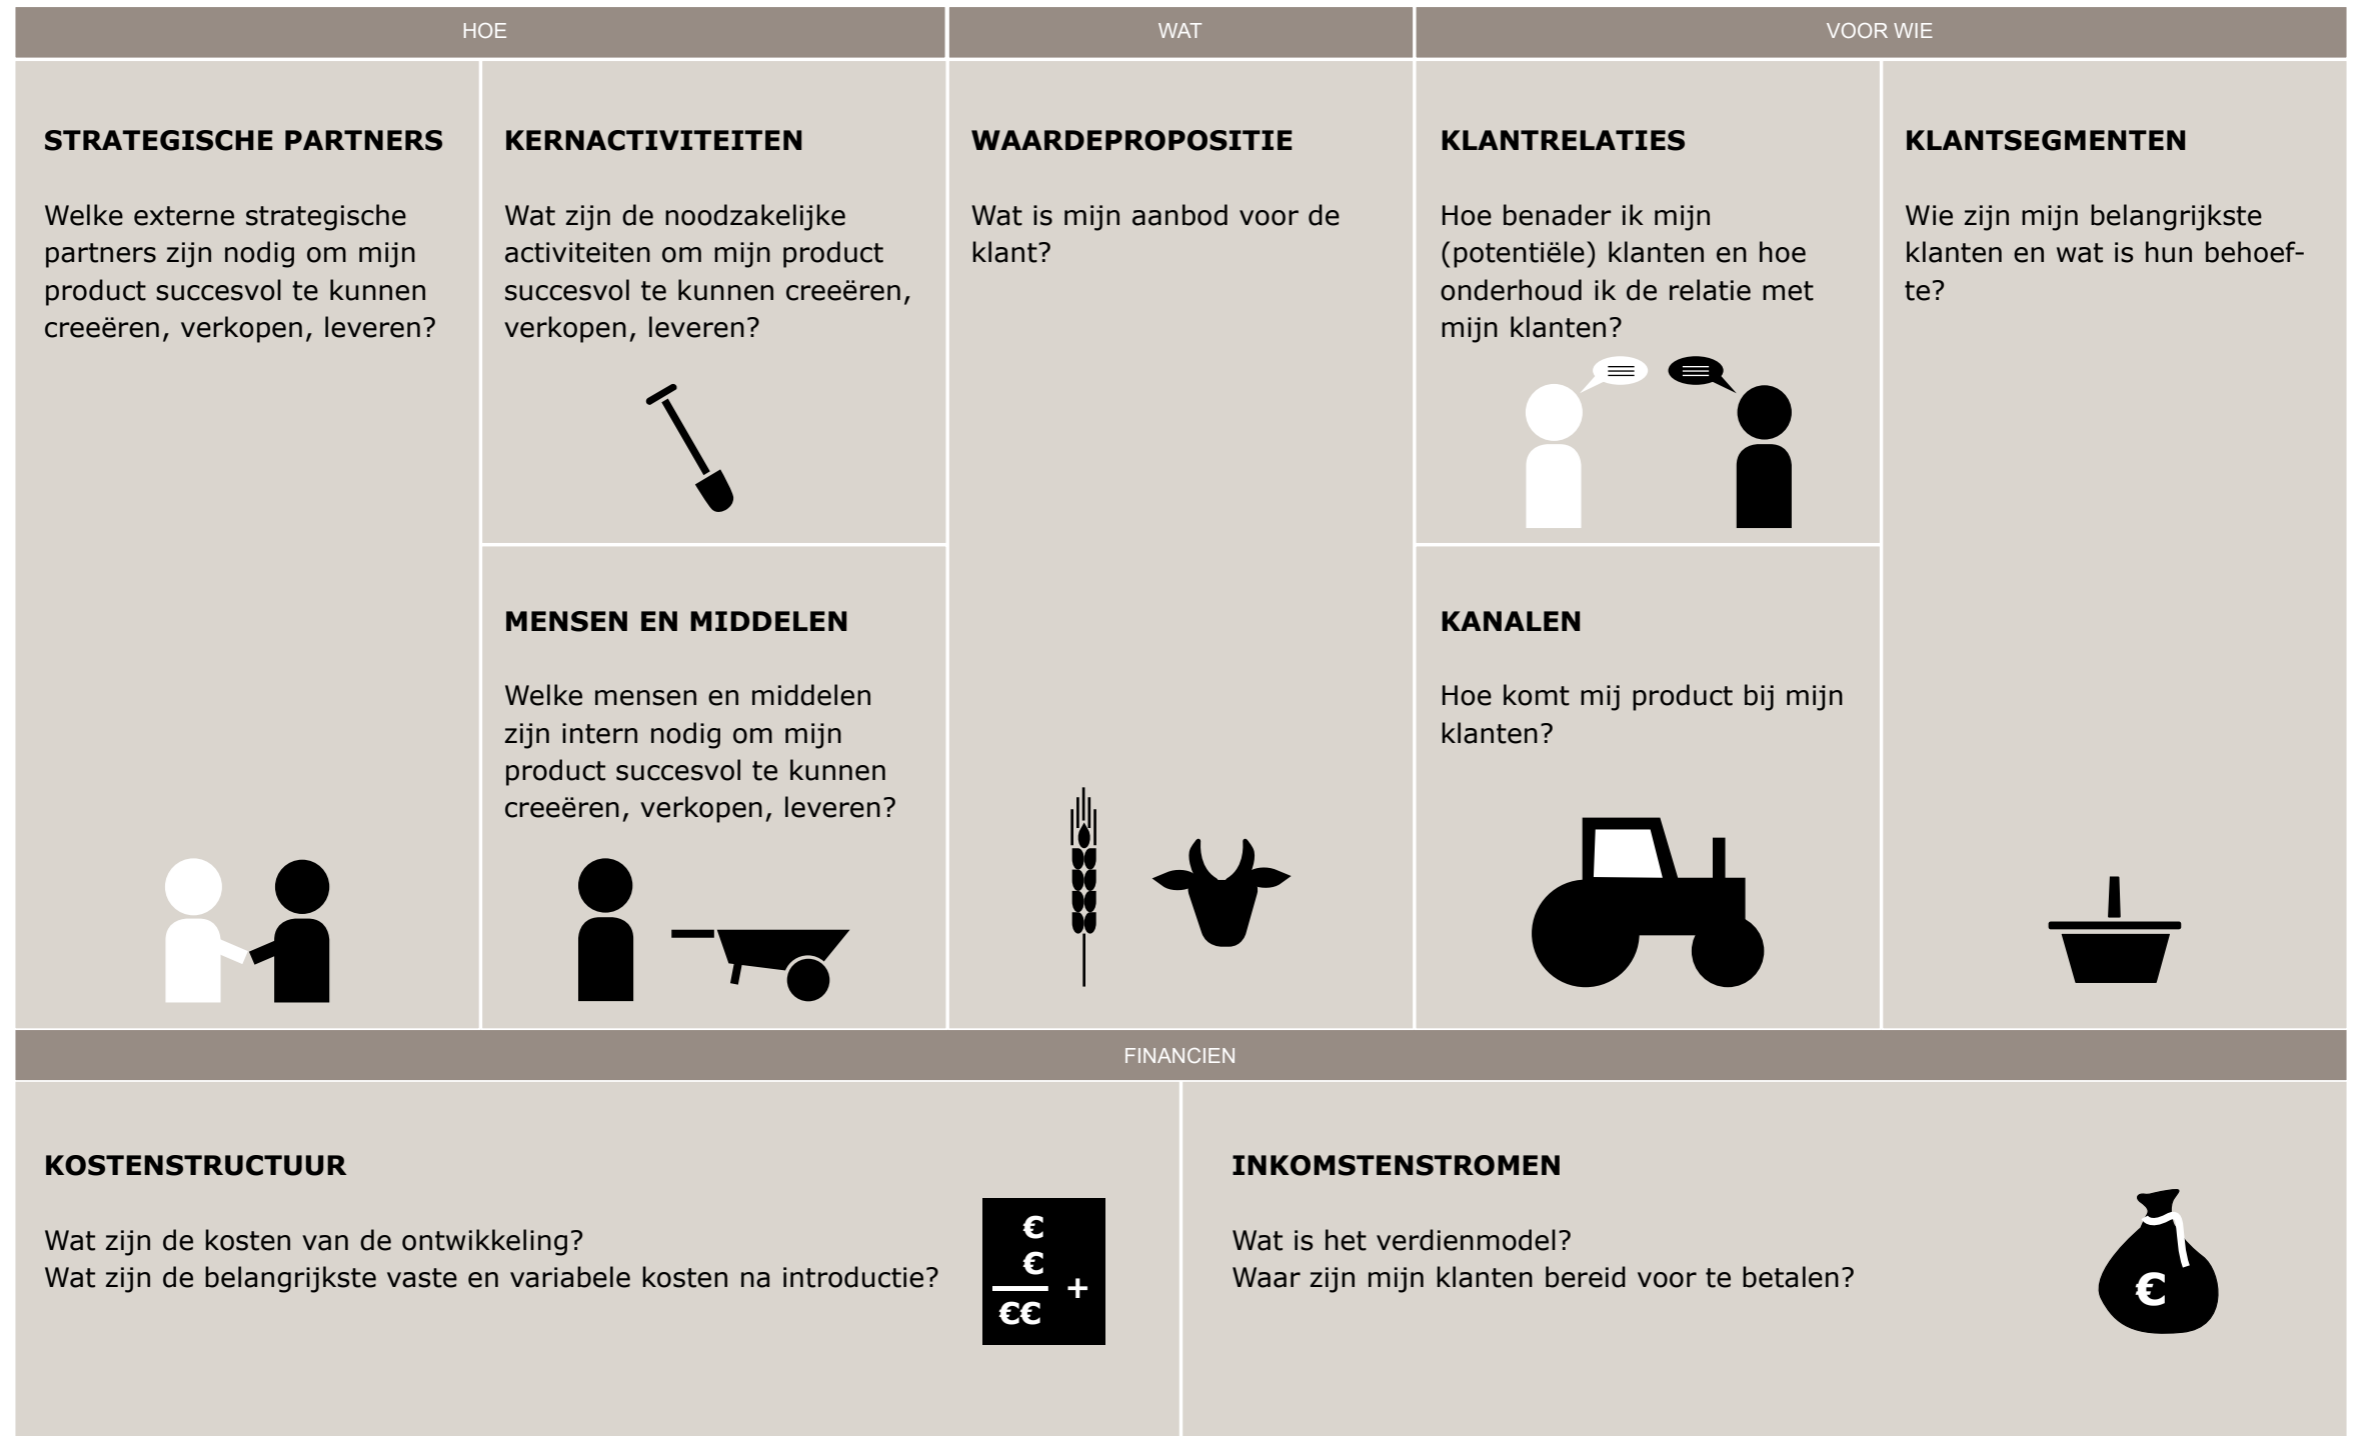 HOE
WAT
VOOR WIE
STRATEGISCHE PARTNERS
Welke externe strategische
partners zijn nodig om mijn
product succesvol te kunnen
creeëren, verkopen, leveren?
KERNACTIVITEITEN
Wat zijn de noodzakelijke
activiteiten om mijn product
succesvol te kunnen creeëren,
verkopen, leveren?
MENSEN EN MIDDELEN
Welke mensen en middelen
zijn intern nodig om mijn
product succesvol te kunnen
creeëren, verkopen, leveren?
WAARDEPROPOSITIE
Wat is mijn aanbod voor de
klant?
KLANTRELATIES
Hoe benader ik mijn
(potentiële) klanten en hoe
onderhoud ik de relatie met
mijn klanten?
KANALEN
Hoe komt mij product bij mijn
klanten?
KLANTSEGMENTEN
Wie zijn mijn belangrijkste
klanten en wat is hun behoef-
te?
FINANCIEN
KOSTENSTRUCTUUR
Wat zijn de kosten van de ontwikkeling?
Wat zijn de belangrijkste vaste en variabele kosten na introductie?
€
€
+
€€
INKOMSTENSTROMEN
Wat is het verdienmodel?
Waar zijn mijn klanten bereid voor te betalen?
€